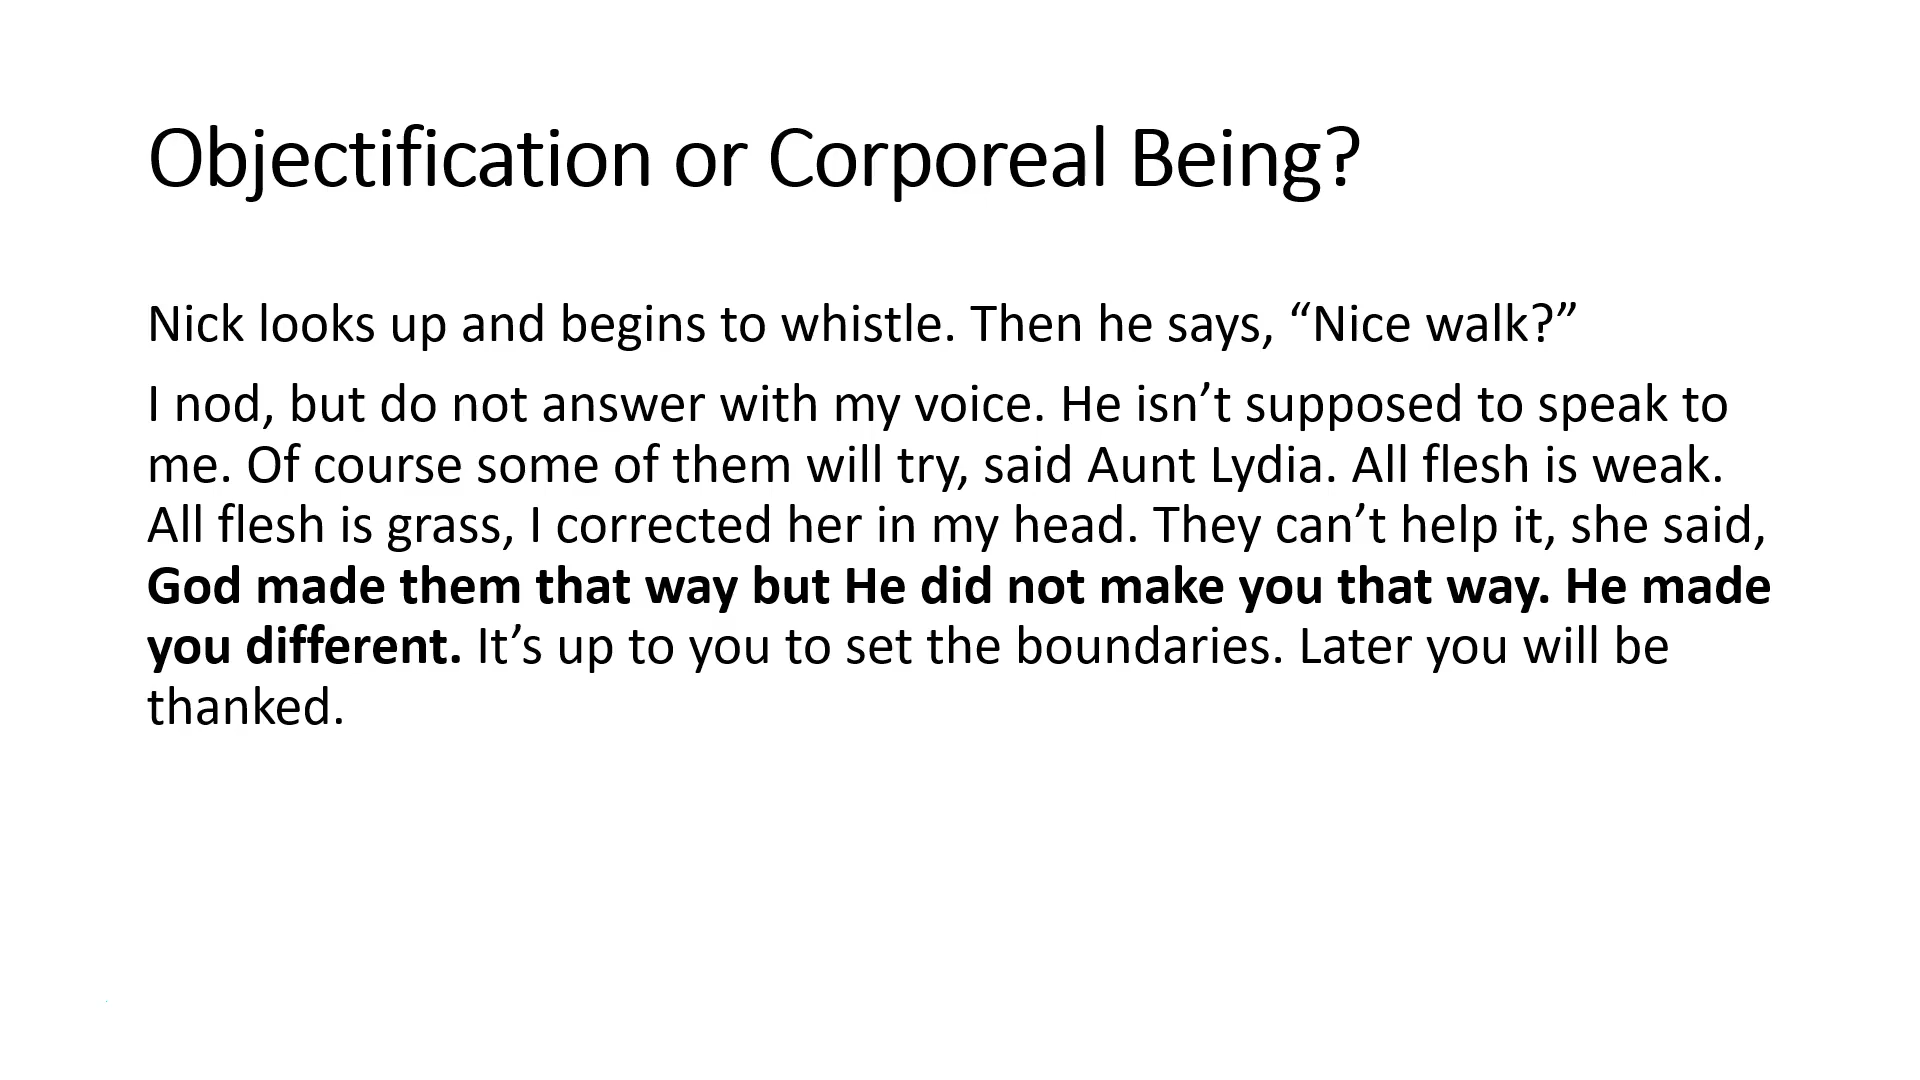 Objectification or Corporeal Being?
Nick looks up and begins to whistle. Then he says, “Nice walk?”
I nod, but do not answer with my voice. He isn’t supposed to speak to
me. Of course some of them will try, said Aunt Lydia. All flesh is weak.
All flesh is grass, I corrected her in my head. They can’t help it, she said,
God made them that way but He did not make you that way. He made
you different. It’s up to you to set the boundaries. Later you will be
thanked.